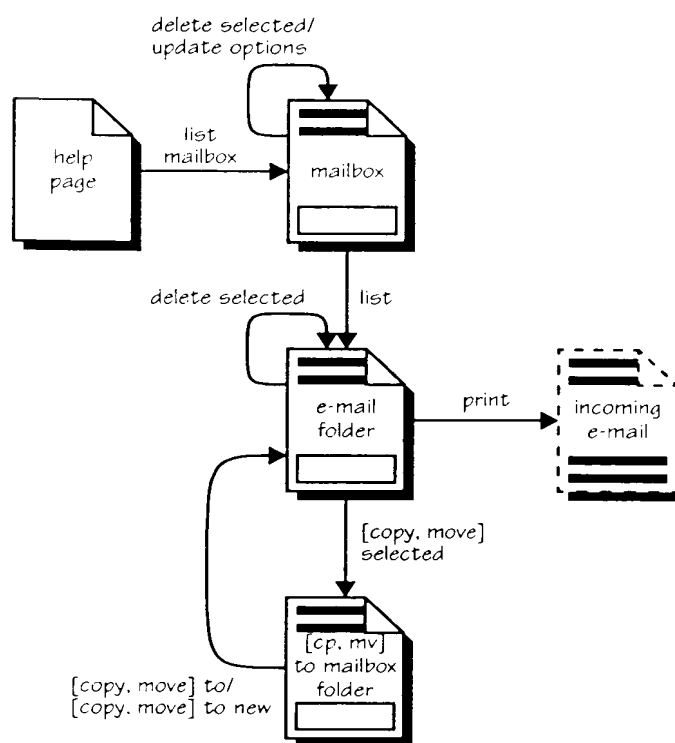 delete selected/
update options
help
page
list
mailbox
mailbox
delete selected
list
e-mail
folder
print
incoming
e-mail
[copy, move]
selected
[cp, mv]
to mailbox
folder
[copy, move] to/
[copy, move] to new